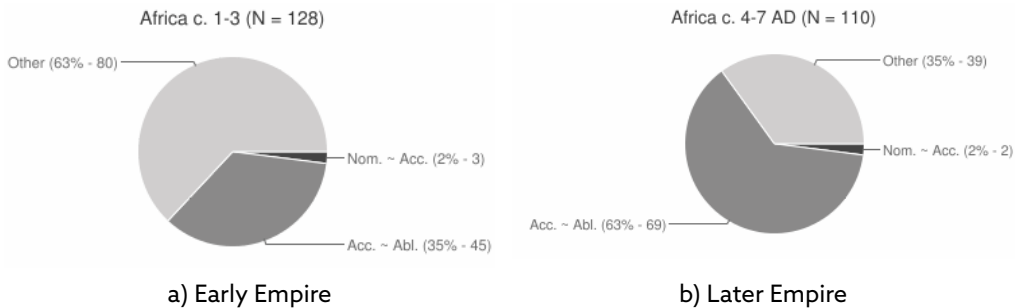 Africa c. 1-3 (N = 128)
Other (63% - 80)
Nom. ~ Acc. (2% - 3)
Acc. ~ Abl. (35% - 45)
a) Early Empire
Africa c. 4-7 AD (N = 110)
Other (35% - 39)
Nom. ~ Acc. (2% - 2)
Acc. ~ Abl. (63% - 69)
b) Later Empire